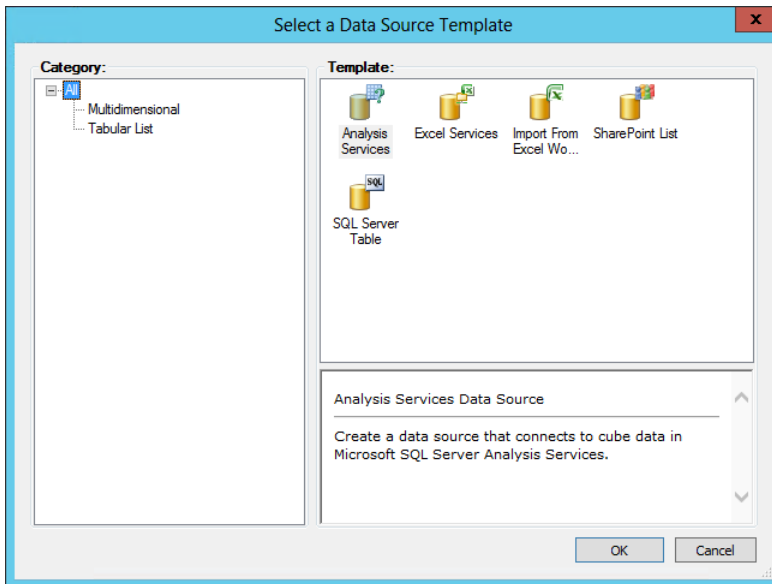 Select a Data Source Template
x
Category:
All
Multidimensional
Tabular List
Template:
Analysis
Services
Excel Services
Import From
Excel Wo...
SharePoint List
SQL
SQL Server
Table
Analysis Services Data Source
Create a data source that connects to cube data in
Microsoft SQL Server Analysis Services.
OK
Cancel